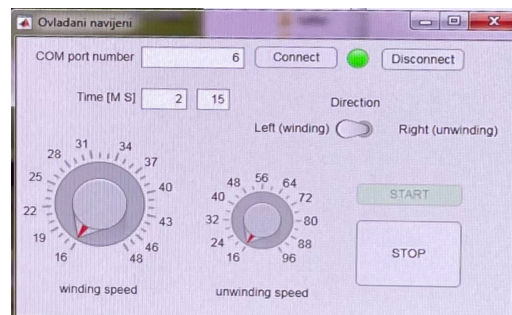 Ovladani navijeni
COM port number 6 Connect Disconnect
Time [M S] 2 15
Direction
Left (winding) Right (unwinding)
16 19 22 25 28 31 34 37 40 43 46 48
winding speed
16 24 32 40 48 56 64 72 80 88 96
unwinding speed
START
STOP